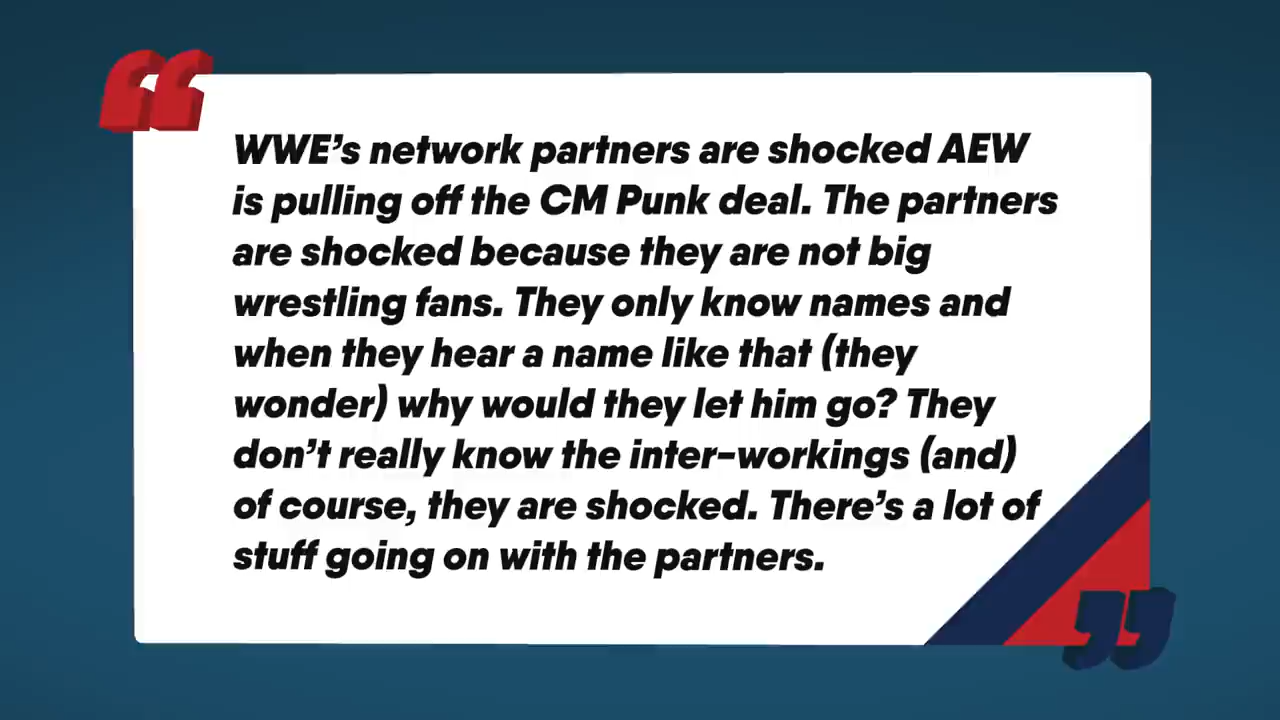 WWE's network partners are shocked AEW
is pulling off the CM Punk deal. The partners
are shocked because they are not big
wrestling fans. They only know names and
when they hear a name like that (they
wonder) why would they let him go? They
don't really know the inter-workings (and)
of course, they are shocked. There's a lot of
stuff going on with the partners.